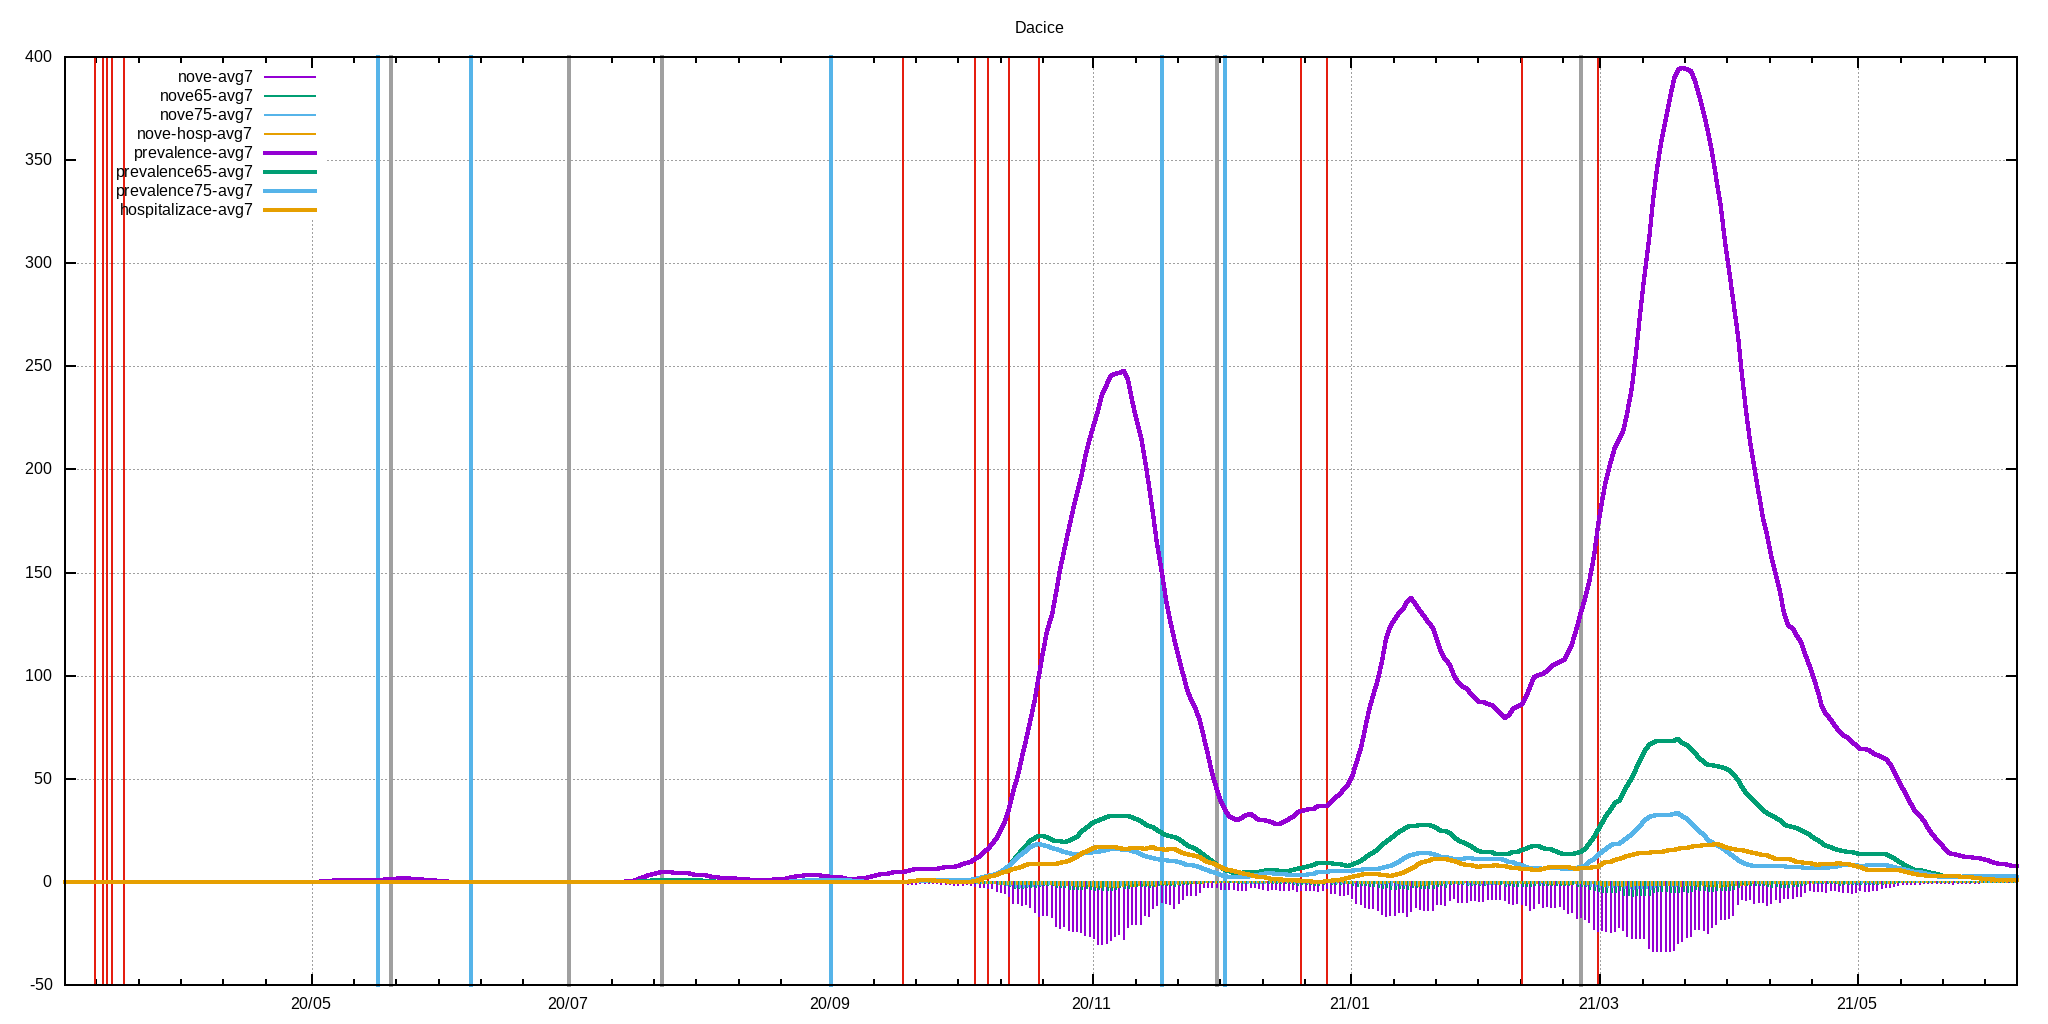 Dacice
400
350
300
250
200
150
100
50
0
-50
nove-avg7
nove65-avg7
nove75-avg7
nove-hosp-avg7
prevalence-avg7
prevalence65-avg7
prevalence75-avg7
hospitalizace-avg7
20/05 20/07 20/09 20/11 21/01 21/03 21/05